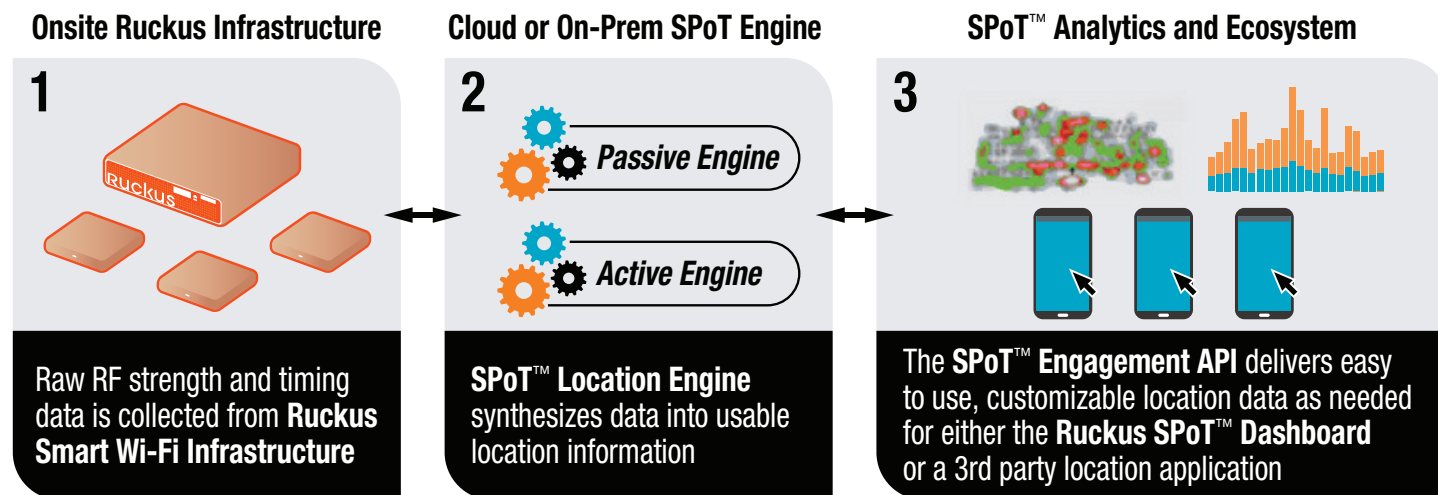 Onsite Ruckus Infrastructure
1
Ruckus
Raw RF strength and timing
data is collected from Ruckus
Smart Wi-Fi Infrastructure
Cloud or On-Prem SPoT Engine
2
Passive Engine
Active Engine
SPoT™ Location Engine
synthesizes data into usable
location information
SPoT™ Analytics and Ecosystem
3
The SPoT™ Engagement API delivers easy
to use, customizable location data as needed
for either the Ruckus SPoT™ Dashboard
or a 3rd party location application